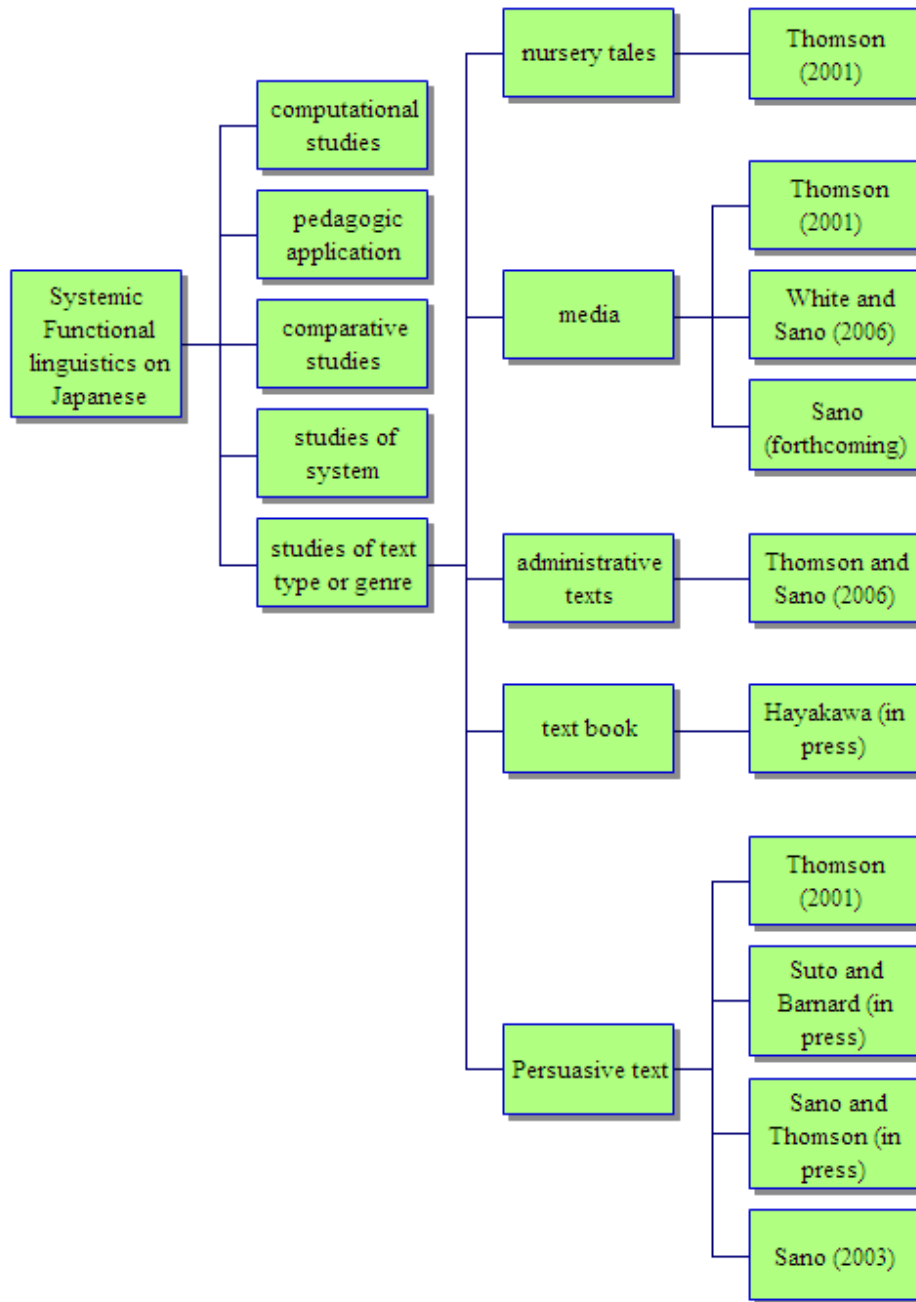 Systemic
Functional
linguistics on
Japanese
computational
studies
pedagogic
application
comparative
studies
studies of
system
studies of text
type or genre
nursery tales
Thomson
(2001)
media
Thomson
(2001)
White and
Sano (2006)
Sano
(forthcoming)
administrative
texts
Thomson and
Sano (2006)
text book
Hayakawa (in
press)
Persuasive text
Thomson
(2001)
Suto and
Barnard (in
press)
Sano and
Thomson (in
press)
Sano (2003)